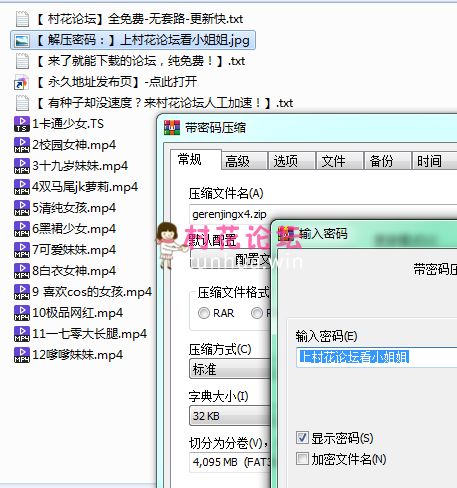 【 村花论坛】全免费-无套路-更新快.txt
【 解压密码：】上村花论坛看小姐姐.jpg
【 来了就能下载的论坛，纯免费！】.txt
【 永久地址发布页】-点此打开
【 有种子却没速度？来村花论坛人工加速！】.txt
1卡通少女.TS
2校园女神.mp4
3十九岁妹妹.mp4
4双马尾jk萝莉.mp4
5清纯女孩.mp4
6黑裙少女.mp4
7可爱妹妹.mp4
8白衣女神.mp4
9 喜欢cos的女孩.mp4
10极品网红.mp4
11一七零大长腿.mp4
12嘟嘟妹妹.mp4
带密码压缩
常规 高级 选项 文件 备份 时间
压缩文件名(A)
gerenjingx4.zip
默认配置
配置文
村花论坛
压缩文件格式
RAR
压缩方式(C)
标准
字典大小(I)
32 KB
切分为分卷(V)，
4,095 MB (FAT3
输入密码
带密码压
输入密码(E)
上村花论坛看小姐姐
显示密码(S)
加密文件名(N)